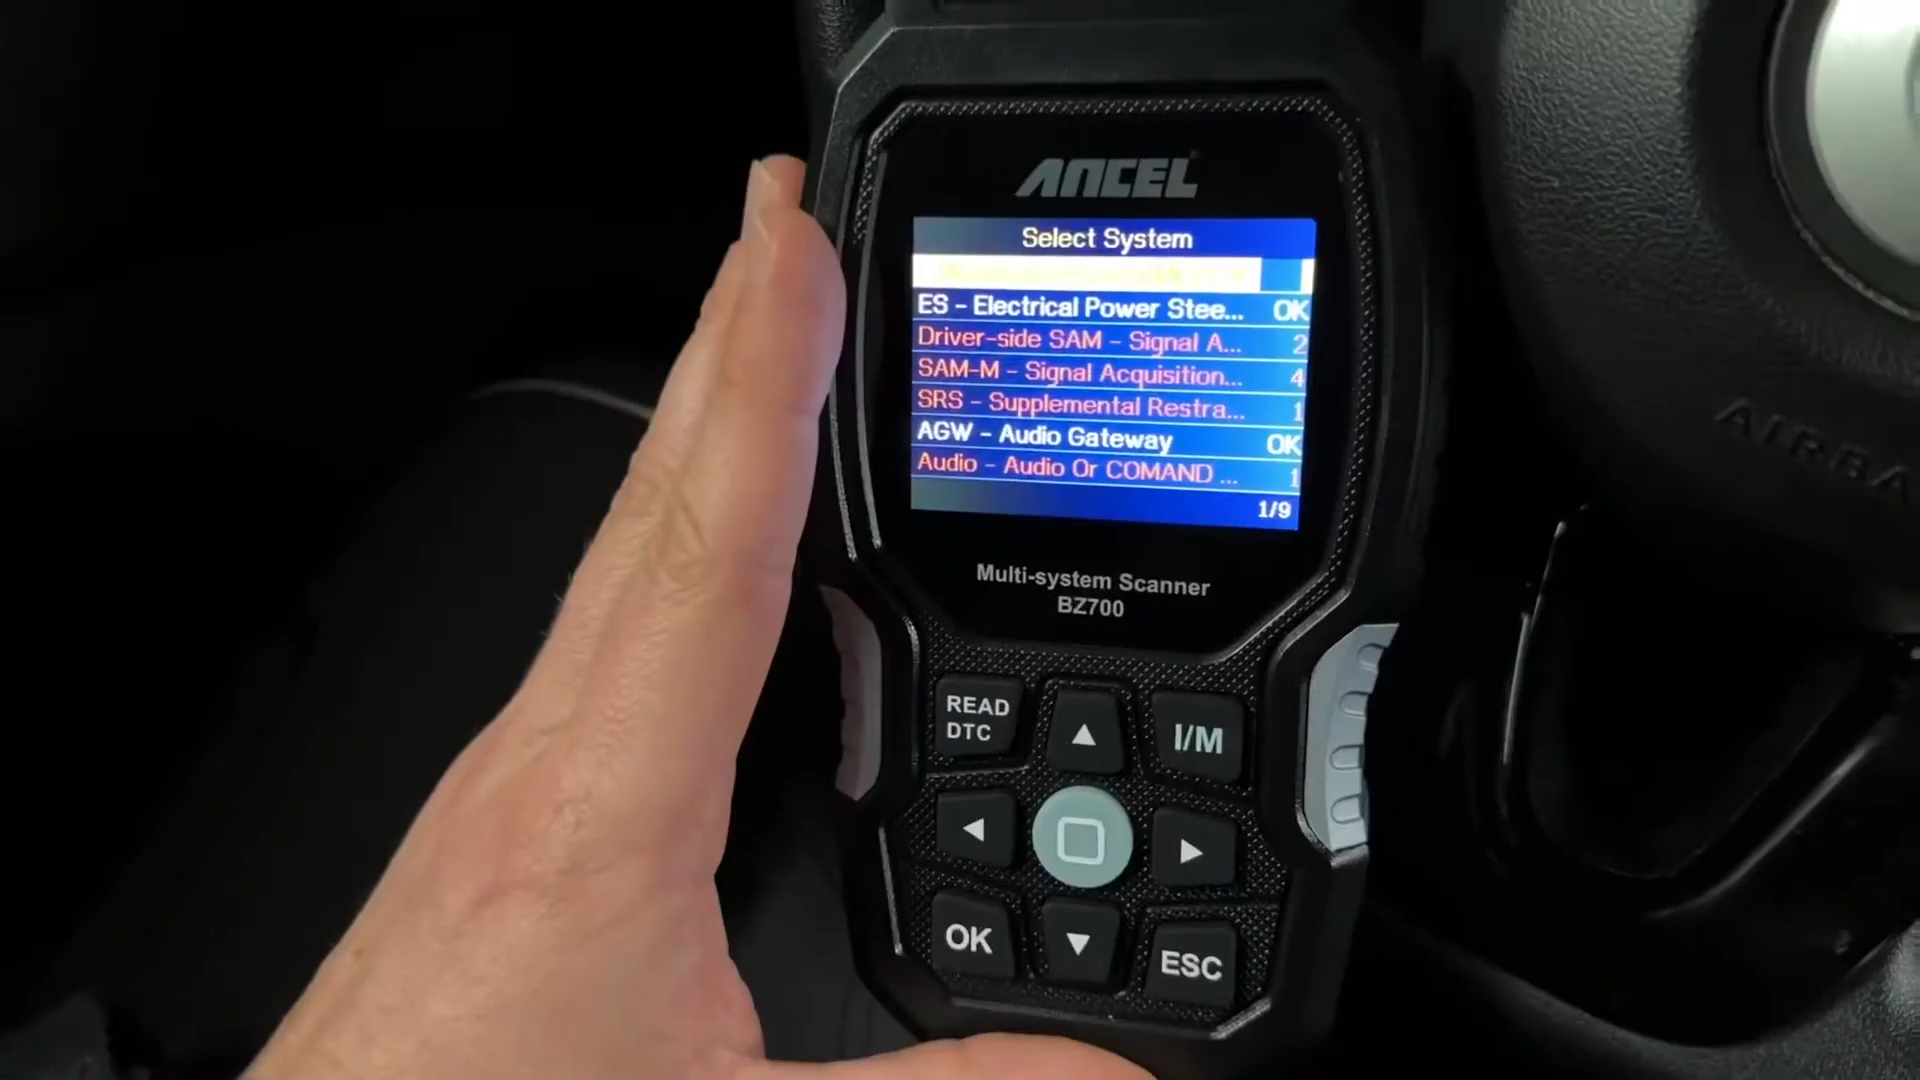 ANCEL
Select System
ES - Electrical Power Stee... OK
Driver-side SAM - Signal A... 2
SAM-M - Signal Acquisition... 4
SRS - Supplemental Restra... 1
AGW - Audio Gateway OK
Audio - Audio Or COMAND ... 1
1/9
Multi-system Scanner
BZ700
READ
DTC
I/M
OK
ESC
AIRBA